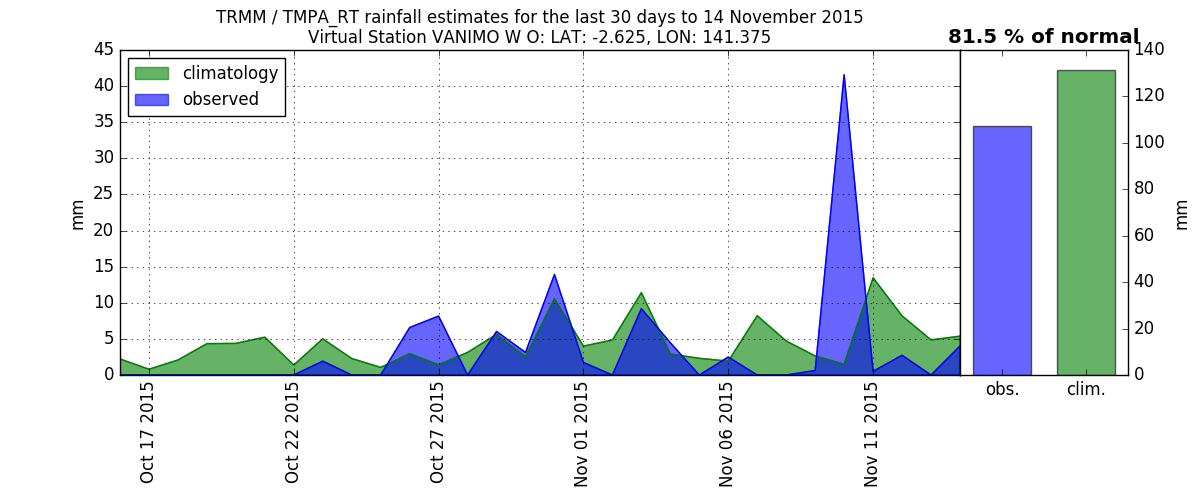 TRMM / TMPA_RT rainfall estimates for the last 30 days to 14 November 2015
Virtual Station VANIMO W O: LAT: -2.625, LON: 141.375
81.5 % of normal
climatology
observed
45
40
35
30
25
20
15
10
5
0
mm
Oct 17 2015
Oct 22 2015
Oct 27 2015
Nov 01 2015
Nov 06 2015
Nov 11 2015
140
120
100
80
60
40
20
0
mm
obs.
clim.